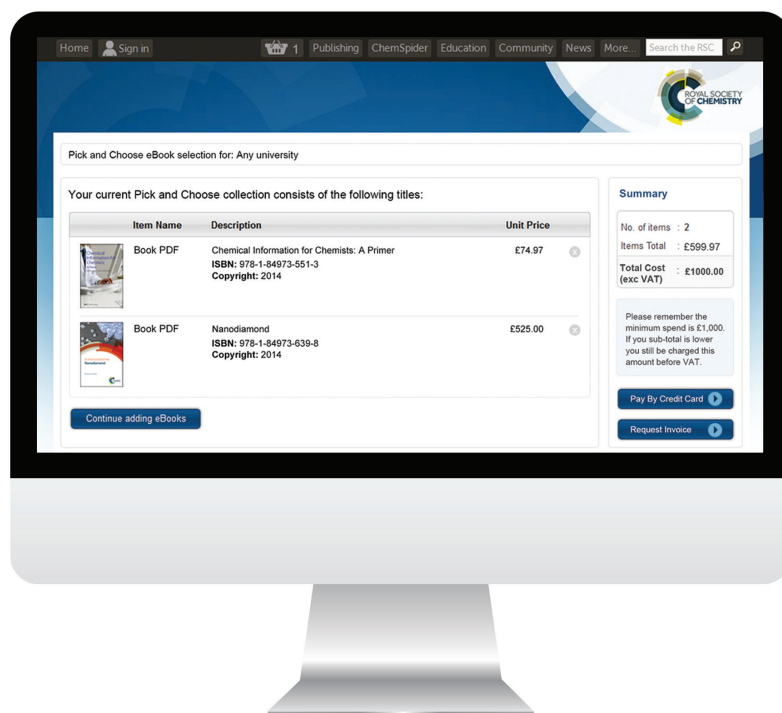 Home Sign in 1 Publishing ChemSpider Education Community News More... Search the RSC
ROYAL SOCIETY
OF CHEMISTRY
Pick and Choose eBook selection for: Any university
Your current Pick and Choose collection consists of the following titles:
Item Name Description Unit Price
Book PDF Chemical Information for Chemists: A Primer £74.97 x
ISBN: 978-1-84973-551-3
Copyright: 2014
Chemical
Information for
Chemists
Book PDF Nanodiamond £525.00 x
ISBN: 978-1-84973-639-8
Copyright: 2014
Nanodiamond
Continue adding eBooks
Summary
No. of items : 2
Items Total : £599.97
Total Cost : £1000.00
(exc VAT)
Please remember the
minimum spend is £1,000.
If you sub-total is lower
you still be charged this
amount before VAT.
Pay By Credit Card
Request Invoice